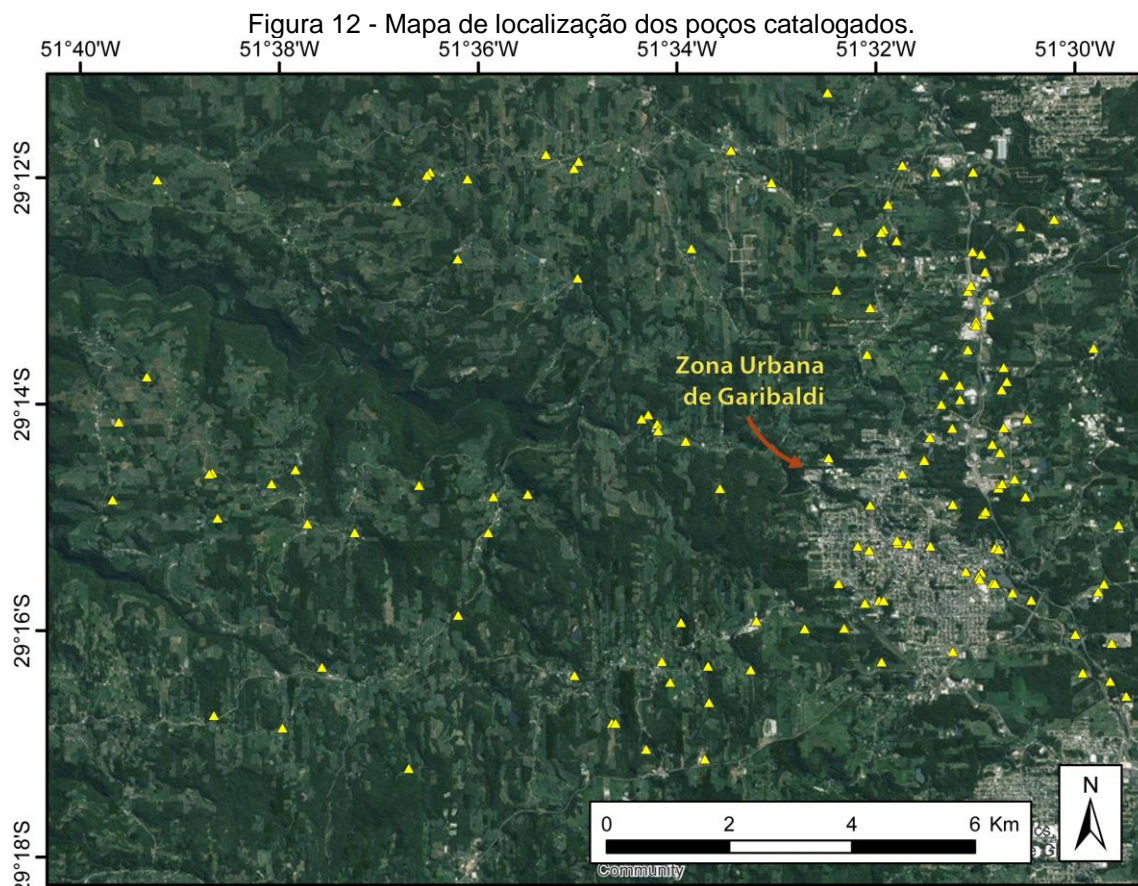 Figura 12 - Mapa de localização dos poços catalogados.
51°40'W 51°38'W 51°36'W 51°34'W 51°32'W 51°30'W
29°12'S
29°14'S
29°16'S
29°18'S
Zona Urbana
de Garibaldi
N
0 2 4 6 Km
Community